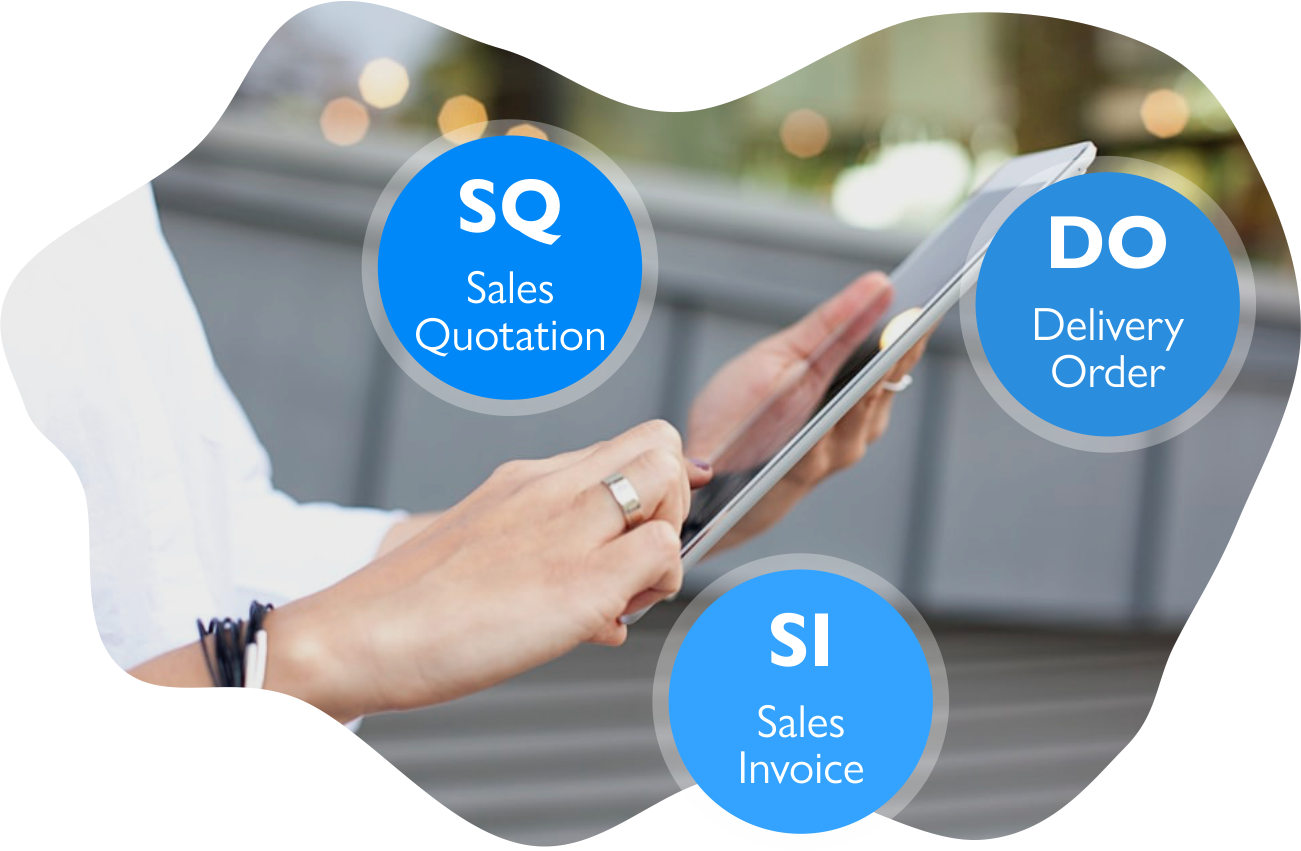 SQ
Sales
Quotation
DO
Delivery
Order
SI
Sales
Invoice